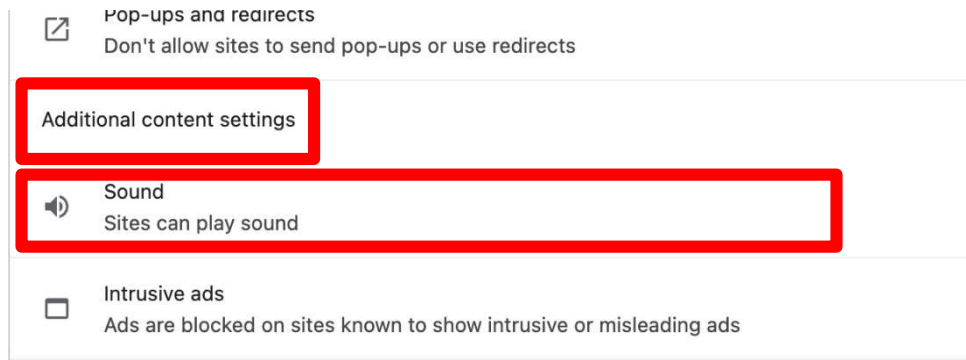 Pop-ups and redirects
Don't allow sites to send pop-ups or use redirects
Additional content settings
Sound
Sites can play sound
Intrusive ads
Ads are blocked on sites known to show intrusive or misleading ads